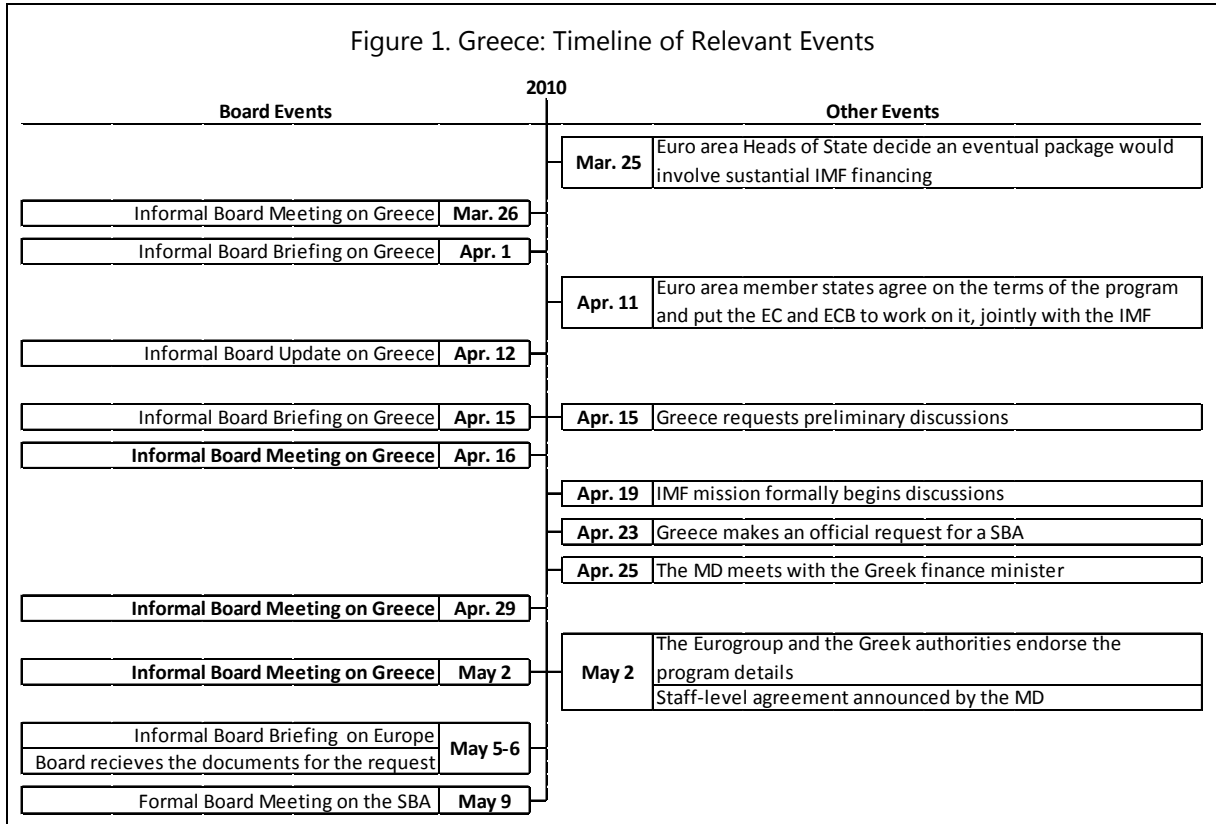 Figure 1. Greece: Timeline of Relevant Events
2010
Board Events
Other Events
Mar. 25
Euro area Heads of State decide an eventual package would
involve sustantial IMF financing
Informal Board Meeting on Greece Mar. 26
Informal Board Briefing on Greece Apr. 1
Apr. 11
Euro area member states agree on the terms of the program
and put the EC and ECB to work on it, jointly with the IMF
Informal Board Update on Greece Apr. 12
Informal Board Briefing on Greece Apr. 15
Apr. 15 Greece requests preliminary discussions
Informal Board Meeting on Greece Apr. 16
Apr. 19 IMF mission formally begins discussions
Apr. 23 Greece makes an official request for a SBA
Apr. 25 The MD meets with the Greek finance minister
Informal Board Meeting on Greece Apr. 29
Informal Board Meeting on Greece May 2
May 2
The Eurogroup and the Greek authorities endorse the
program details
Staff-level agreement announced by the MD
Informal Board Briefing on Europe
Board recieves the documents for the request
May 5-6
Formal Board Meeting on the SBA May 9